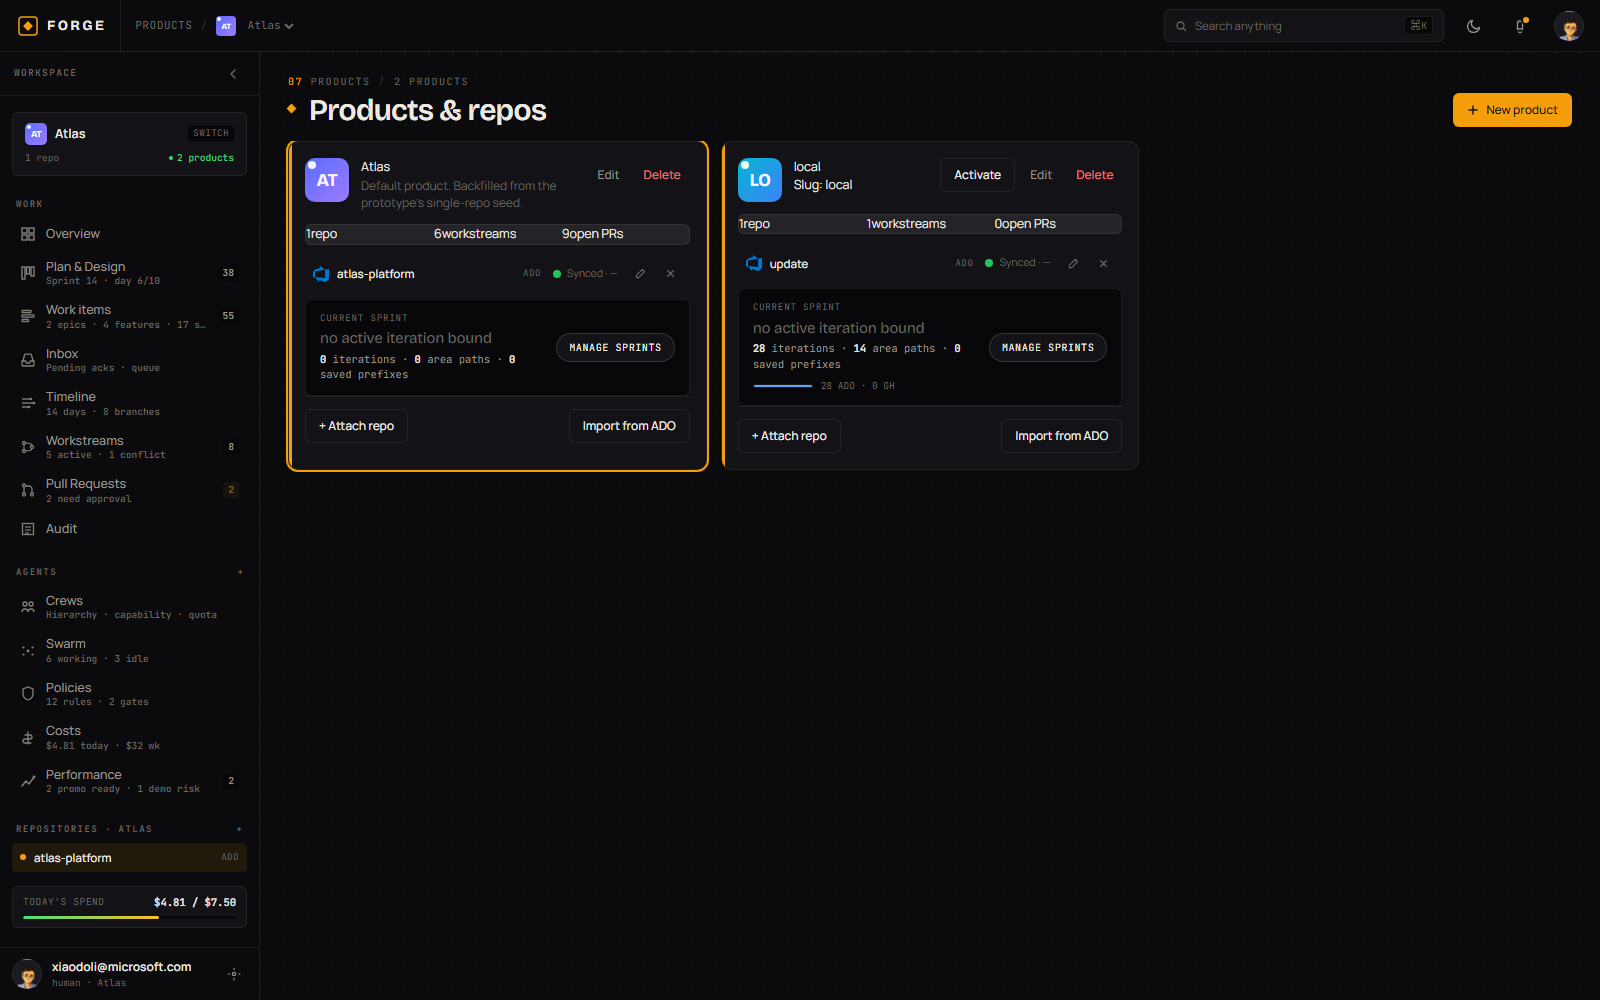 FORGE
PRODUCTS / AT Atlas
Search anything ⌘K
WORKSPACE
AT Atlas SWITCH
1 repo • 2 products
WORK
Overview
Plan & Design
Sprint 14 · day 6/10
38
Work items
2 epics · 4 features · 17 s…
55
Inbox
Pending acks · queue
Timeline
14 days · 8 branches
Workstreams
5 active · 1 conflict
8
Pull Requests
2 need approval
2
Audit
AGENTS +
Crews
Hierarchy · capability · quota
Swarm
6 working · 3 idle
Policies
12 rules · 2 gates
Costs
$4.81 today · $32 wk
Performance
2 promo ready · 1 demo risk
2
REPOSITORIES · ATLAS +
atlas-platform ADO
TODAY'S SPEND $4.81 / $7.50
xiaodoli@microsoft.com
human · Atlas
07 PRODUCTS / 2 PRODUCTS
Products & repos
+ New product
AT
Atlas
Default product. Backfilled from the
prototype's single-repo seed.
Edit Delete
1repo 6workstreams 9open PRs
atlas-platform ADO Synced · —
CURRENT SPRINT
no active iteration bound
0 iterations · 0 area paths · 0
saved prefixes
MANAGE SPRINTS
+ Attach repo Import from ADO
LO
local
Slug: local
Activate Edit Delete
1repo 1workstreams 0open PRs
update ADO Synced · —
CURRENT SPRINT
no active iteration bound
28 iterations · 14 area paths · 0
saved prefixes
28 ADO · 0 GH
MANAGE SPRINTS
+ Attach repo Import from ADO